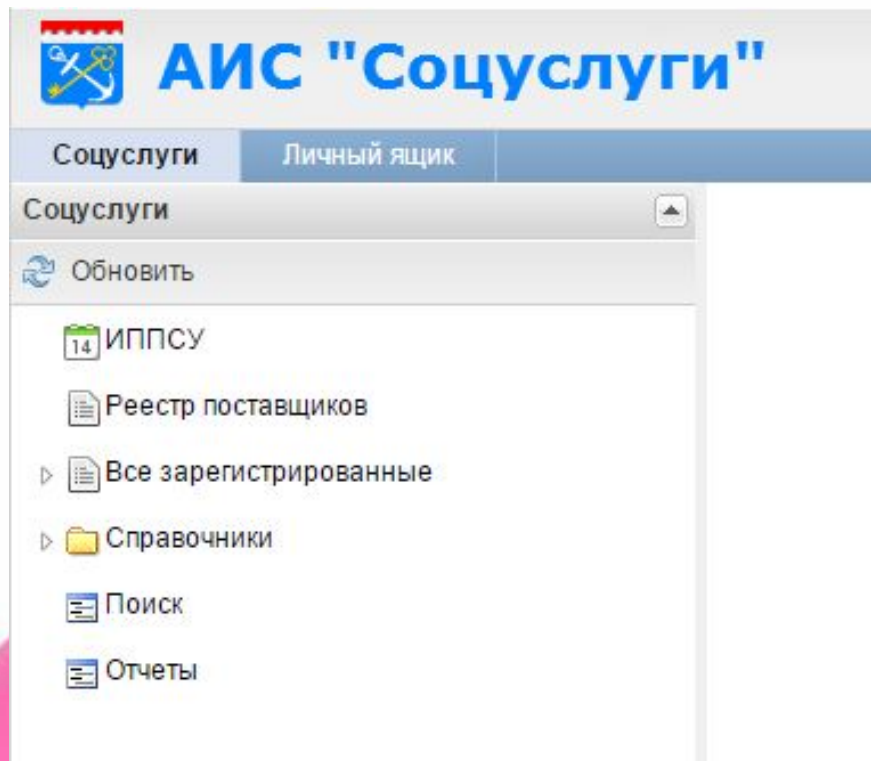 АИС "Соцуслуги"
Соцуслуги Личный ящик
Соцуслуги
Обновить
14 ИППСУ
Реестр поставщиков
Все зарегистрированные
Справочники
Поиск
Отчеты